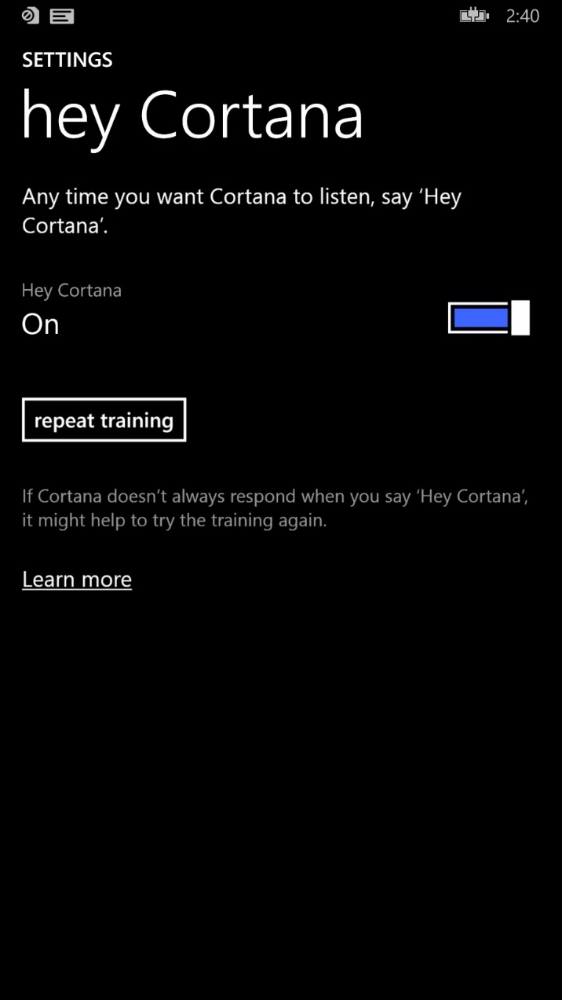 2:40
SETTINGS
hey Cortana
Any time you want Cortana to listen, say ‘Hey
Cortana’.
Hey Cortana
On
repeat training
If Cortana doesn’t always respond when you say ‘Hey Cortana’,
it might help to try the training again.
Learn more